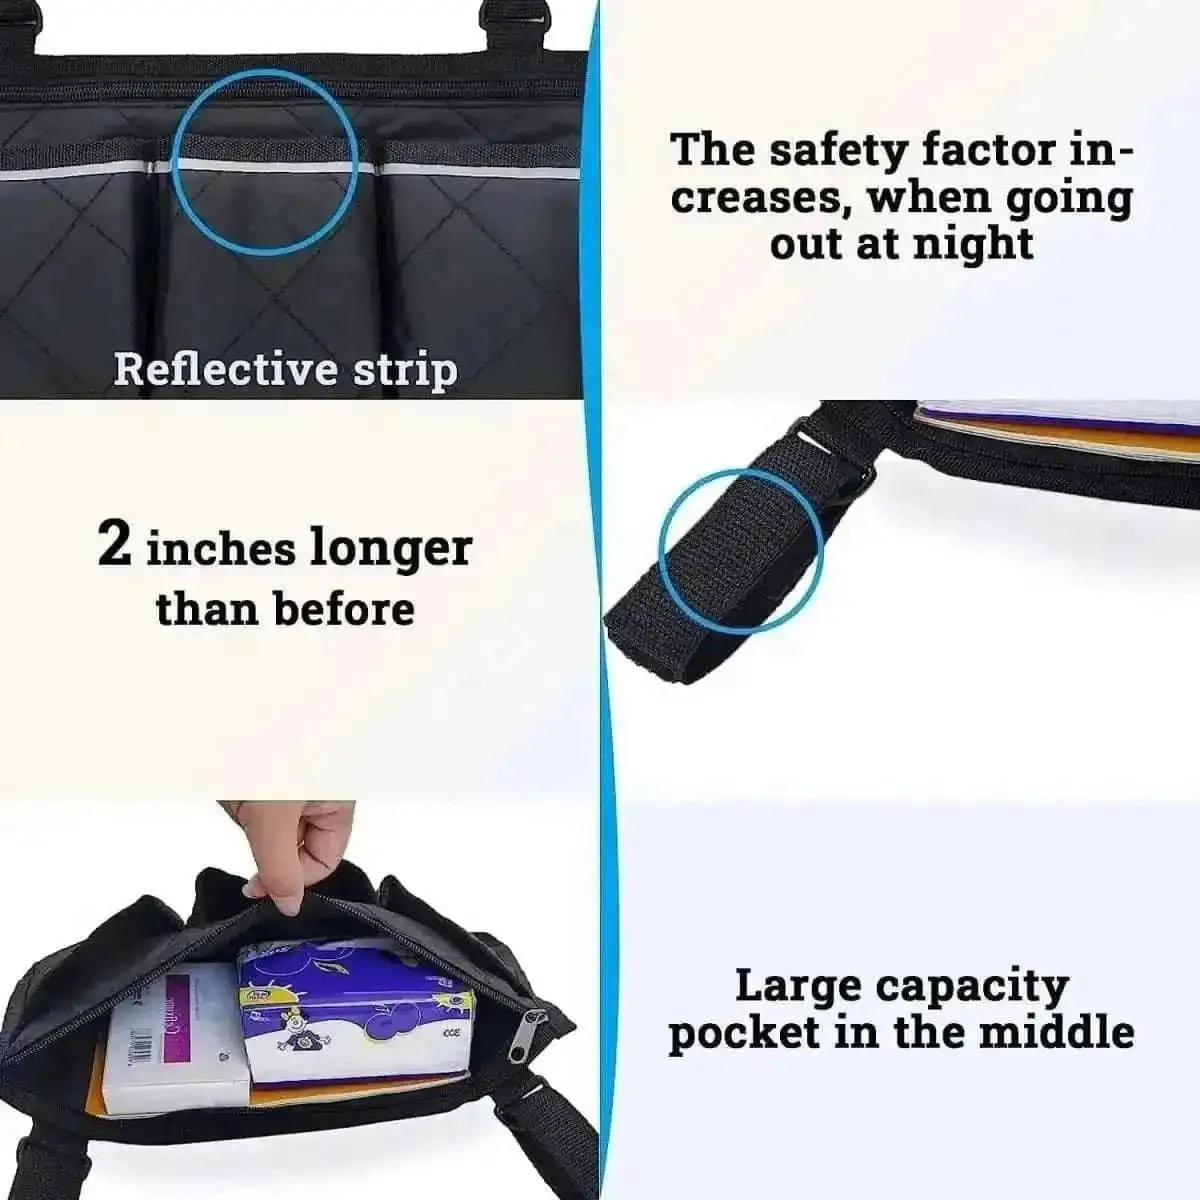 The safety factor in-
creases, when going
out at night
Reflective strip
2 inches longer
than before
Large capacity
pocket in the middle